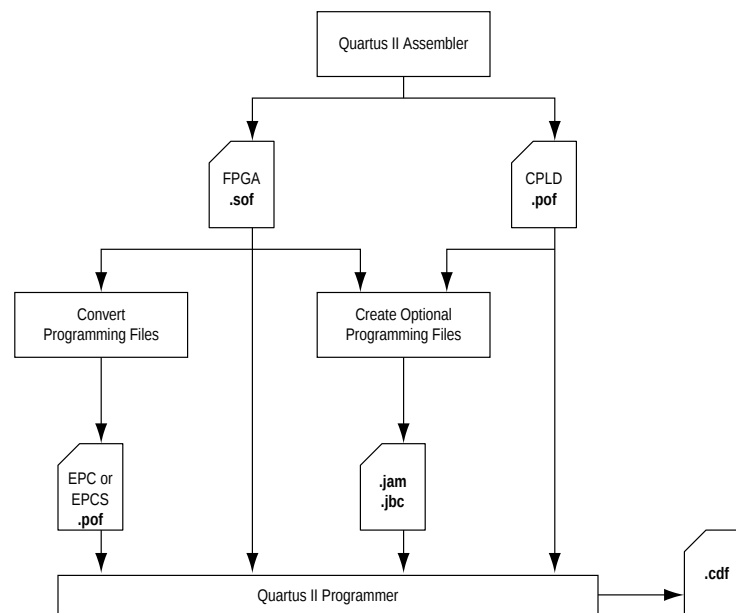 Quartus II Assembler
FPGA
.sof
CPLD
.pof
Convert
Programming Files
Create Optional
Programming Files
EPC or
EPCS
.pof
.jam
.jbc
Quartus II Programmer
.cdf